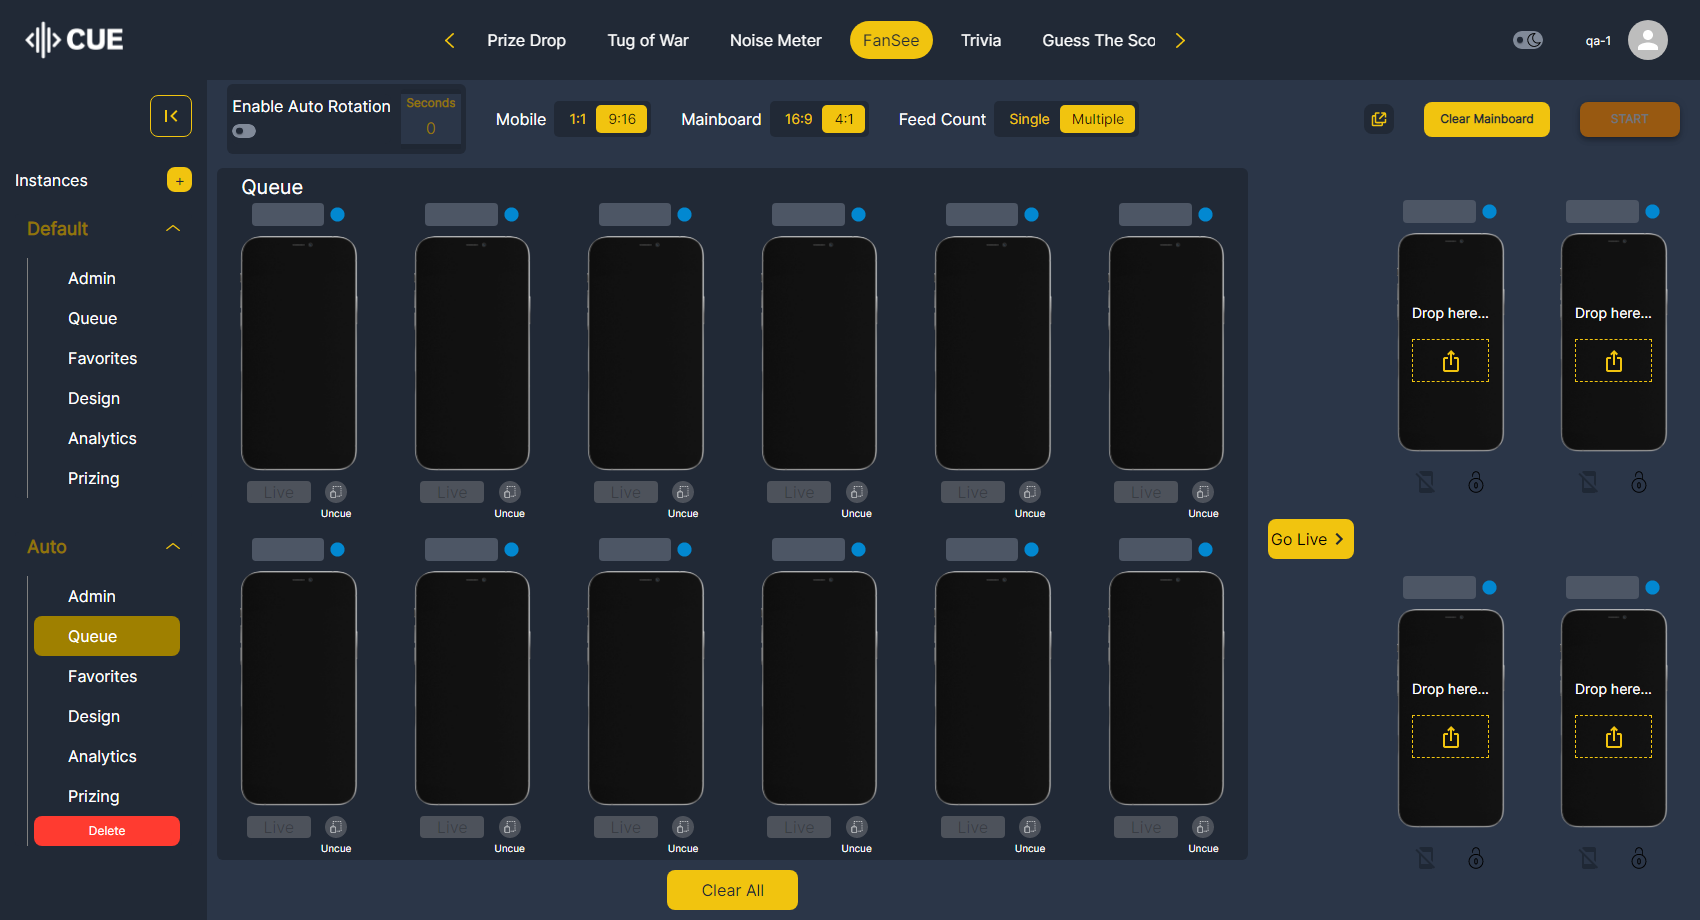 CUE
Prize Drop
Tug of War
Noise Meter
FanSee
Trivia
Guess The Sco
qa-1
Enable Auto Rotation
Seconds
0
Mobile
1:1
9:16
Mainboard
16:9
4:1
Feed Count
Single
Multiple
Clear Mainboard
START
Instances
+
Default
Admin
Queue
Favorites
Design
Analytics
Prizing
Auto
Admin
Queue
Favorites
Design
Analytics
Prizing
Delete
Queue
Live
Uncue
Live
Uncue
Live
Uncue
Live
Uncue
Live
Uncue
Live
Uncue
Live
Uncue
Live
Uncue
Live
Uncue
Live
Uncue
Live
Uncue
Live
Uncue
Clear All
Go Live
Drop here...
Drop here...
Drop here...
Drop here...